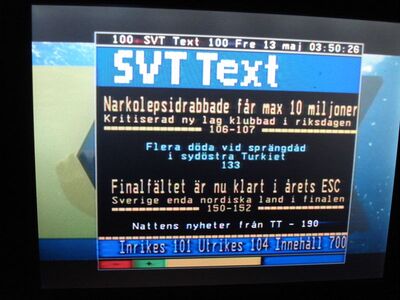 100 SVT Text 100 Fre 13 maj 03:50:26
SVT Text
Narkolepsidrabbade får max 10 miljoner
Kritiserad ny lag klubbad i riksdagen
106-107
Flera döda vid sprängdåd
i sydöstra Turkiet
133
Finalfältet är nu klart i årets ESC
Sverige enda nordiska land i finalen
150-152
Nattens nyheter från TT - 190
Inrikes 101 Utrikes 104 Innehåll 700